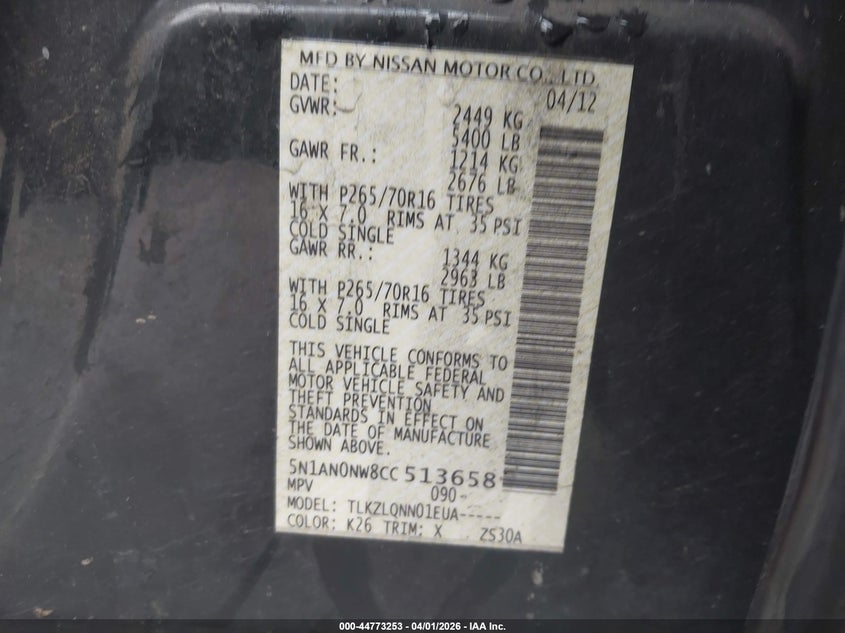 MFD BY NISSAN MOTOR CO., LTD.
DATE: 04/12
GVWR: 2449 KG
5400 LB
GAWR FR.: 1214 KG
2676 LB
WITH P265/70R16 TIRES
16 X 7.0 RIMS AT 35 PSI
COLD SINGLE
GAWR RR.: 1344 KG
2963 LB
WITH P265/70R16 TIRES
16 X 7.0 RIMS AT 35 PSI
COLD SINGLE
THIS VEHICLE CONFORMS TO
ALL APPLICABLE FEDERAL
MOTOR VEHICLE SAFETY AND
THEFT PREVENTION
STANDARDS IN EFFECT ON
THE DATE OF MANUFACTURE
SHOWN ABOVE.
5N1AN0NW8CC513658
MPV 090-
MODEL: TLKZLQNN01EUA-----
COLOR: K26 TRIM: X ZS30A
000-44773253 - 04/01/2026 - IAA Inc.